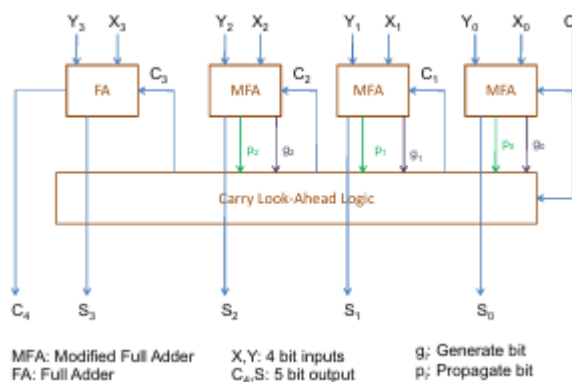 Y3 X3 Y2 X2 Y1 X1 Y0 X0 C
C3 C2 C1
FA MFA MFA MFA
p2 g2 p1 g1 p0 g0
Carry Look-Ahead Logic
C4 S3 S2 S1 S0
MFA: Modified Full Adder X,Y: 4 bit inputs gi: Generate bit
FA: Full Adder C4,S: 5 bit output pi: Propagate bit